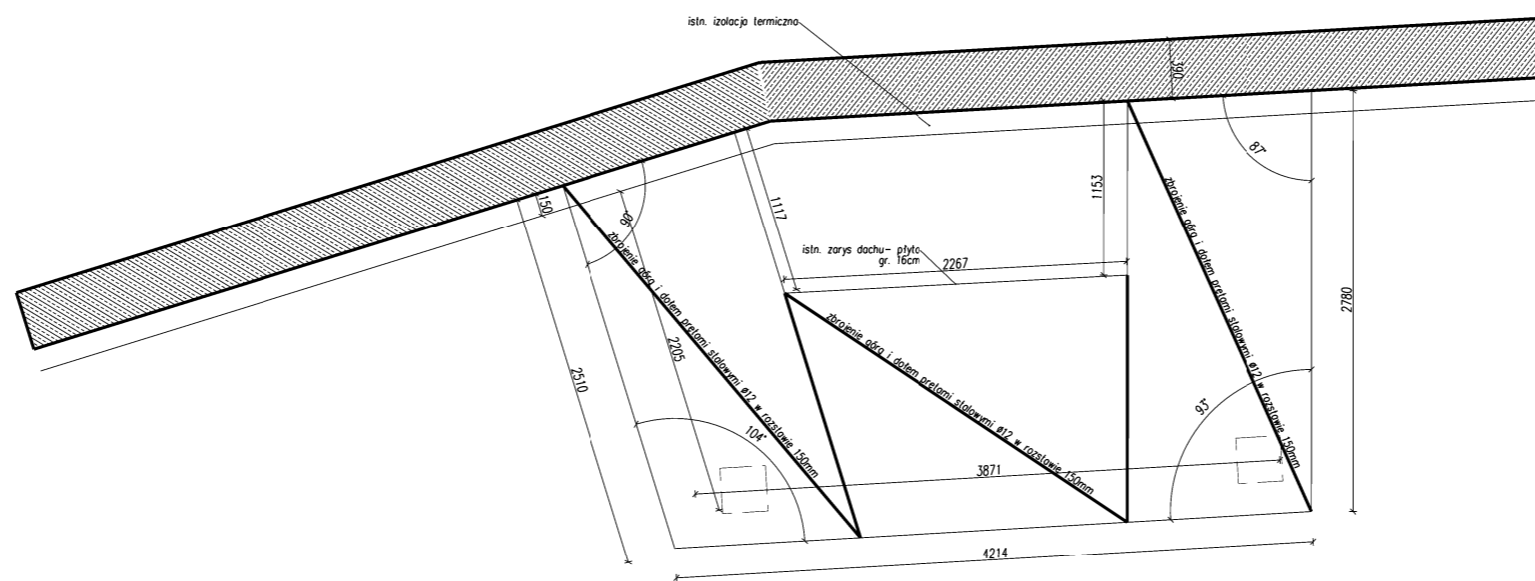 istn. izolacja termiczna
390
87°
150
90°
1117
1153
istn. zarys dachu- płyta
gr. 16cm
2267
2780
zbrojenie górą i dołem prętami stalowymi ø12 w rozstawie 150mm
zbrojenie górą i dołem prętami stalowymi ø12 w rozstawie 150mm
zbrojenie górą i dołem prętami stalowymi ø12 w rozstawie 150mm
2205
2510
93°
104°
3871
4214